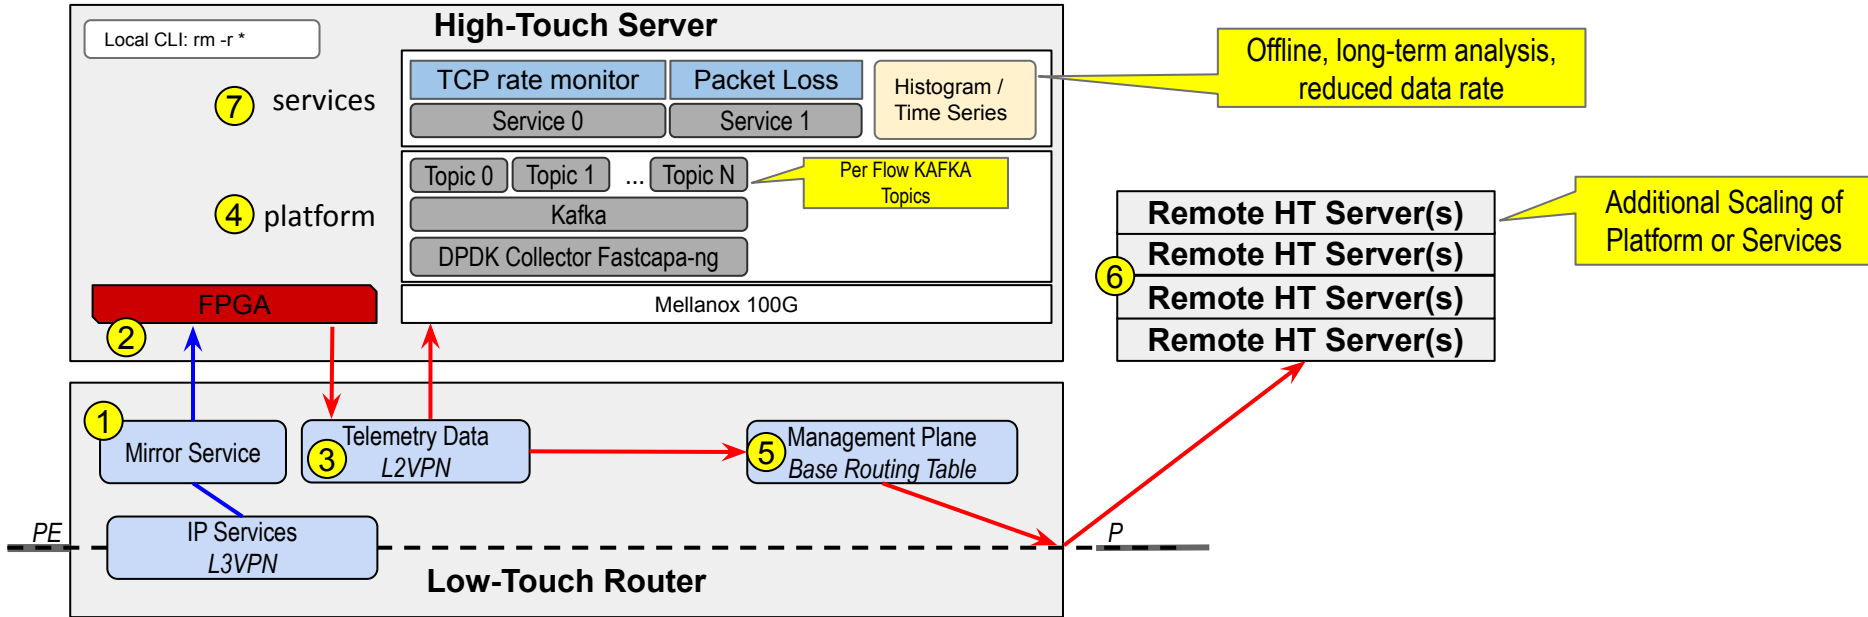 High-Touch Server
Local CLI: rm -r *
7
services
TCP rate monitor
Packet Loss
Service 0
Service 1
Histogram /
Time Series
Offline, long-term analysis,
reduced data rate
4
platform
Topic 0
Topic 1
...
Topic N
Per Flow KAFKA
Topics
Kafka
DPDK Collector Fastcapa-ng
FPGA
2
Mellanox 100G
Remote HT Server(s)
Remote HT Server(s)
6
Remote HT Server(s)
Remote HT Server(s)
Additional Scaling of
Platform or Services
1
Mirror Service
3
Telemetry Data
L2VPN
5
Management Plane
Base Routing Table
PE
IP Services
L3VPN
P
Low-Touch Router